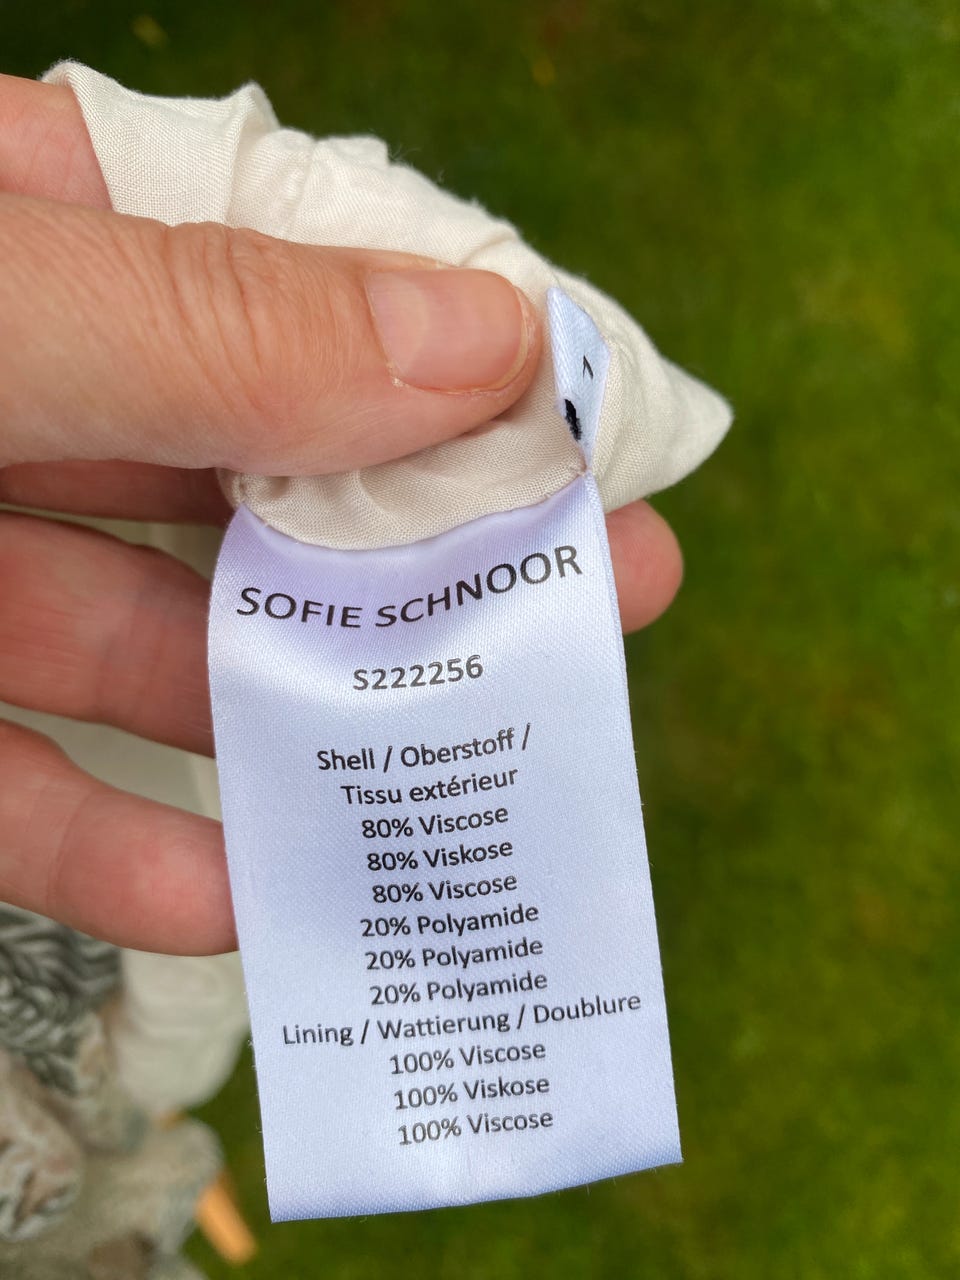 SOFIE SCHNOOR
S222256
Shell / Oberstoff /
Tissu extérieur
80% Viscose
80% Viskose
80% Viscose
20% Polyamide
20% Polyamide
20% Polyamide
Lining / Wattierung / Doublure
100% Viscose
100% Viskose
100% Viscose